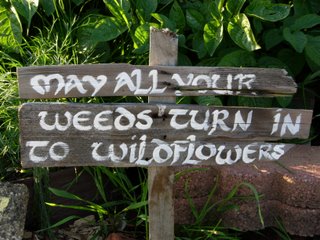 MAY ALL YOUR
WEEDS TURN IN
TO WILDFLOWERS